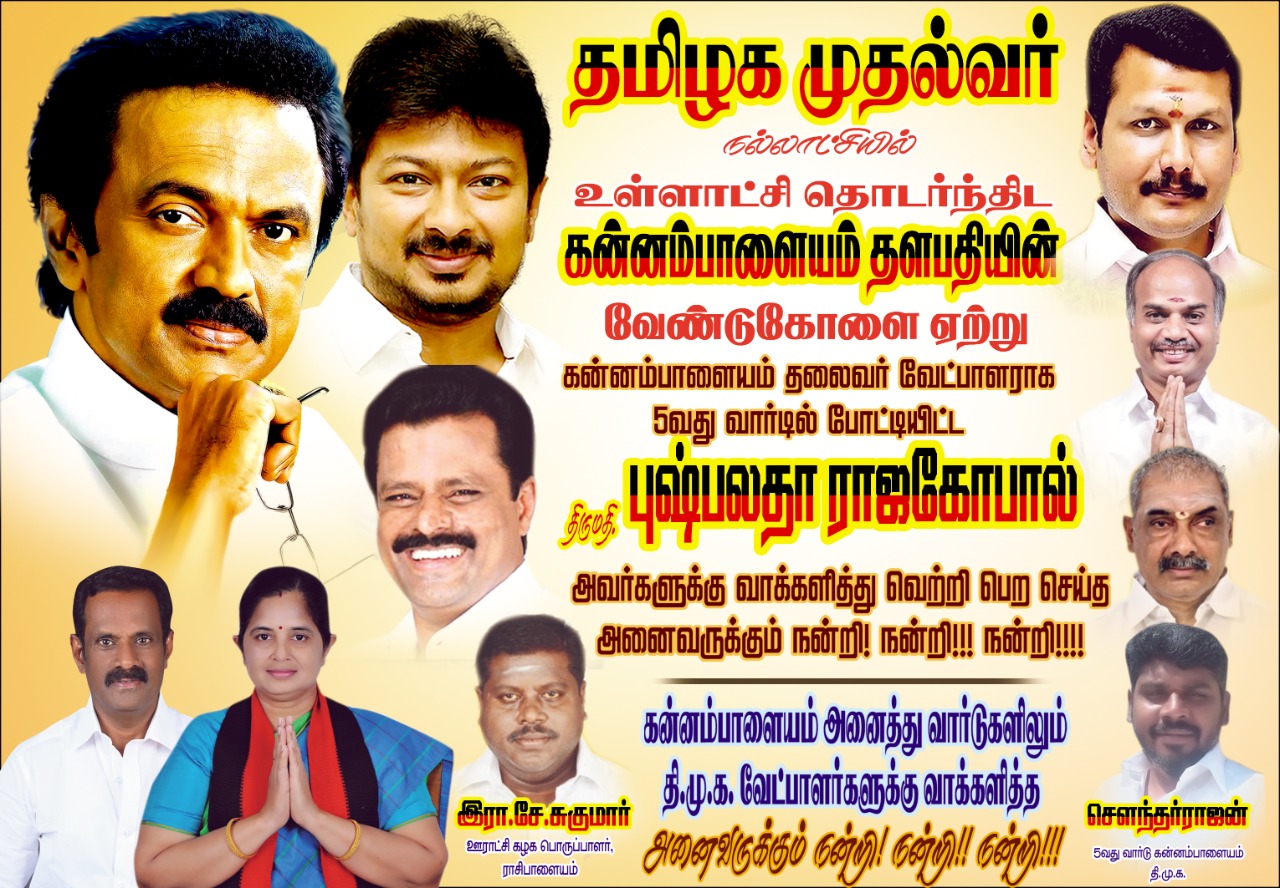 தமிழக முதல்வர்
நல்லாட்சியில்
உள்ளாட்சி தொடர்ந்திட
கன்னம்பாளையம் தளபதியின்
வேண்டுகோளை ஏற்று
கன்னம்பாளையம் தலைவர் வேட்பாளராக
5வது வார்டில் போட்டியிட்ட
திருமதி. புஷ்பலதா ராஜகோபால்
அவர்களுக்கு வாக்களித்து வெற்றி பெற செய்த
அனைவருக்கும் நன்றி! நன்றி!!! நன்றி!!!!
கன்னம்பாளையம் அனைத்து வார்டுகளிலும்
தி.மு.க. வேட்பாளர்களுக்கு வாக்களித்த
அனைவருக்கும் நன்றி! நன்றி!! நன்றி!!!
இரா.சே.சுகுமார்
ஊராட்சி கழக பொருப்பாளர்,
ராசிபாளையம்
சௌந்தர்ராஜன்
5வது வார்டு கன்னம்பாளையம்
தி.மு.க.